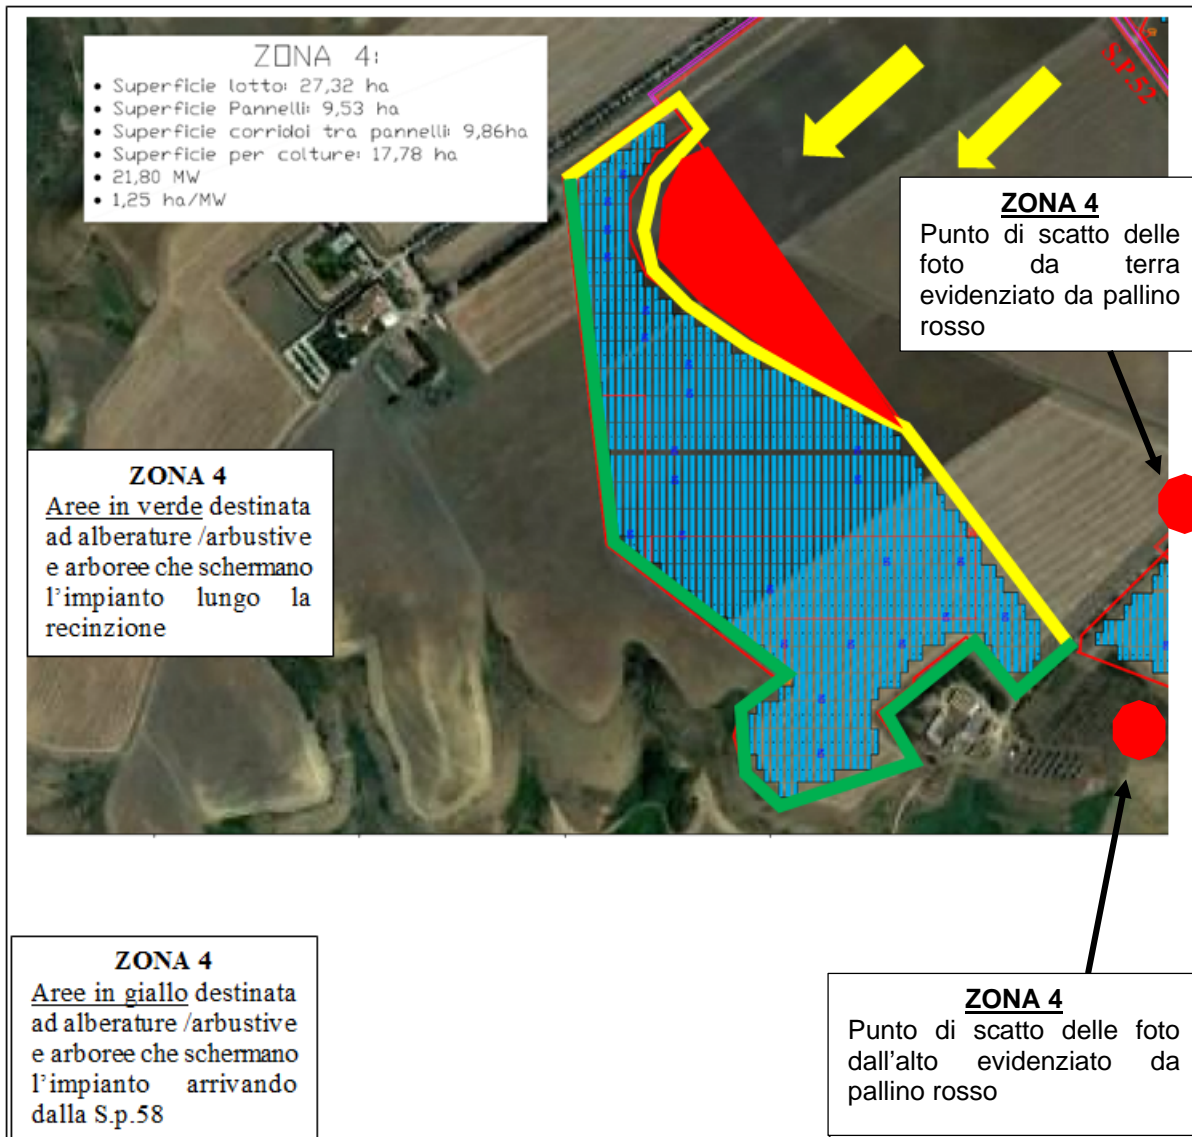 ZONA 4:
• Superficie lotto: 27,32 ha
• Superficie Pannelli: 9,53 ha
• Superficie corridoi tra pannelli: 9,86ha
• Superficie per colture: 17,78 ha
• 21,80 MW
• 1,25 ha/MW
S.P.52
ZONA 4
Punto di scatto delle
foto da terra
evidenziato da pallino
rosso
ZONA 4
Aree in verde destinata
ad alberature /arbustive
e arboree che schermano
l'impianto lungo la
recinzione
ZONA 4
Aree in giallo destinata
ad alberature /arbustive
e arboree che schermano
l'impianto arrivando
dalla S.p.58
ZONA 4
Punto di scatto delle foto
dall'alto evidenziato da
pallino rosso